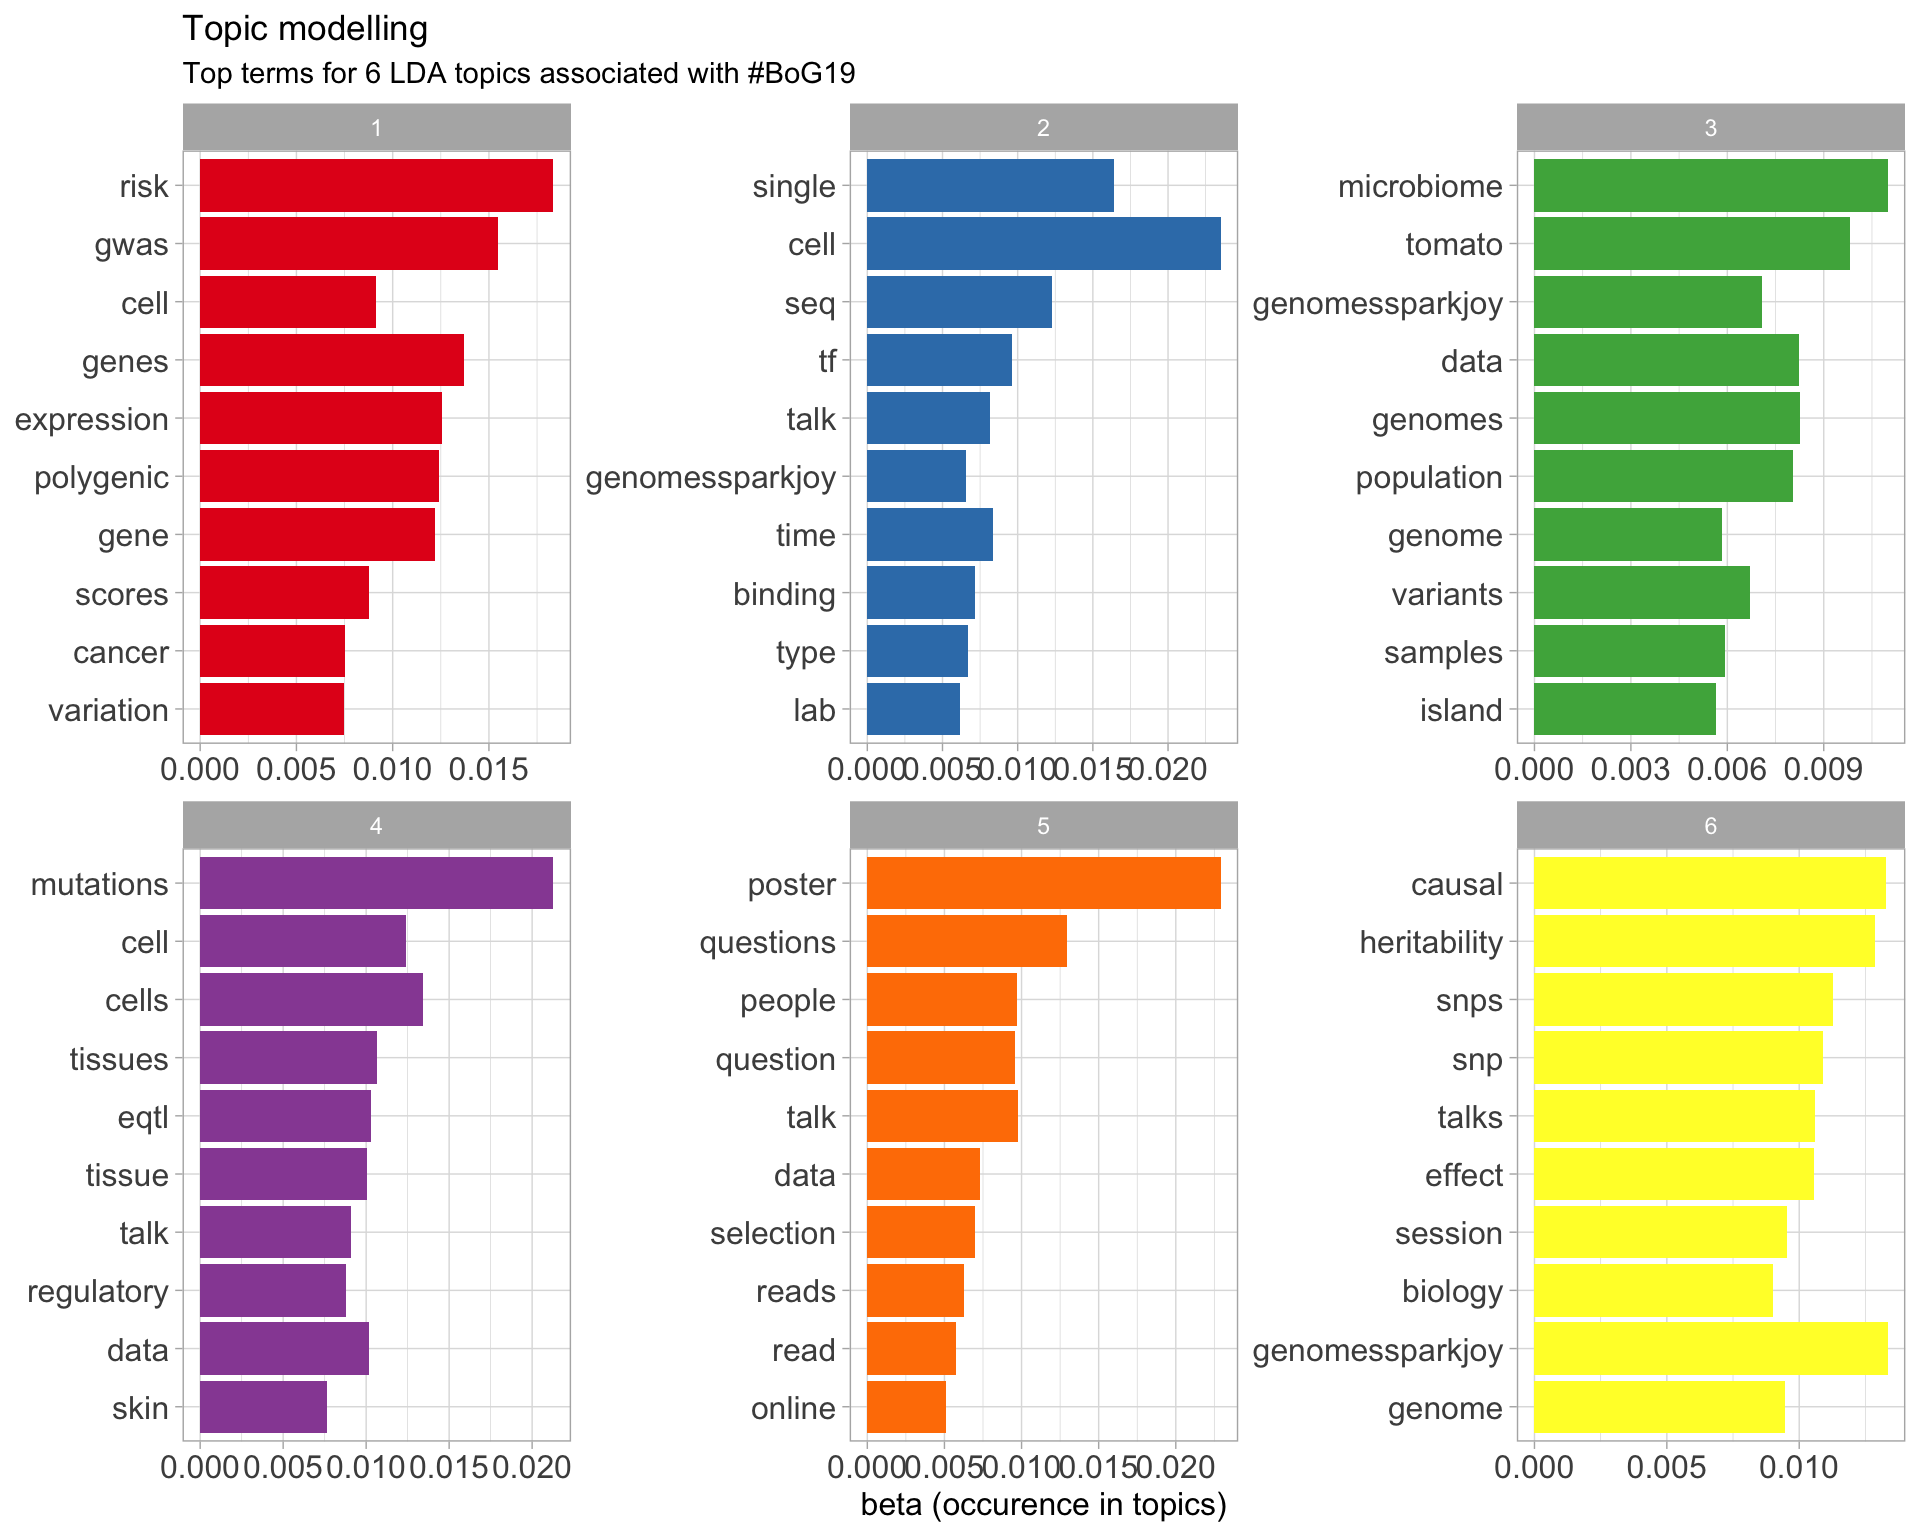 Topic modelling
Top terms for 6 LDA topics associated with #BoG19
1
risk
gwas
cell
genes
expression
polygenic
gene
scores
cancer
variation
0.000 0.005 0.010 0.015
2
single
cell
seq
tf
talk
genomessparkjoy
time
binding
type
lab
0.000 0.005 0.010 0.015 0.020
3
microbiome
tomato
genomessparkjoy
data
genomes
population
genome
variants
samples
island
0.000 0.003 0.006 0.009
4
mutations
cell
cells
tissues
eqtl
tissue
talk
regulatory
data
skin
0.000 0.005 0.010 0.015 0.020
5
poster
questions
people
question
talk
data
selection
reads
read
online
0.000 0.005 0.010 0.015 0.020
6
causal
heritability
snps
snp
talks
effect
session
biology
genomessparkjoy
genome
0.000 0.005 0.010
beta (occurence in topics)